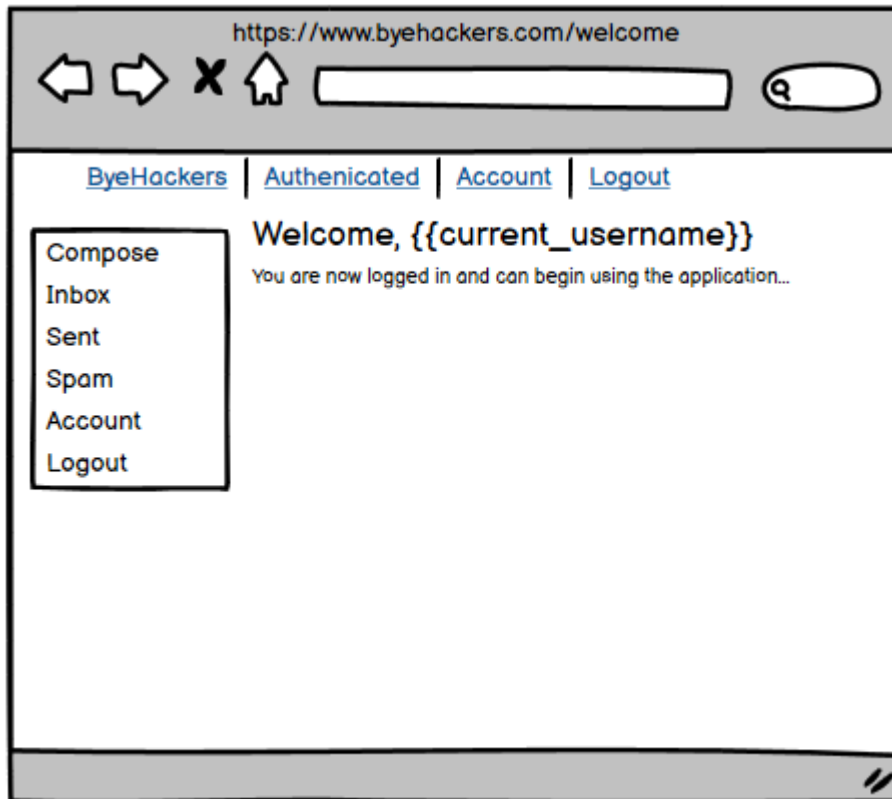 https://www.byehackers.com/welcome
ByeHackers Authenicated Account Logout
Welcome, {{current_username}}
You are now logged in and can begin using the application...
Compose
Inbox
Sent
Spam
Account
Logout